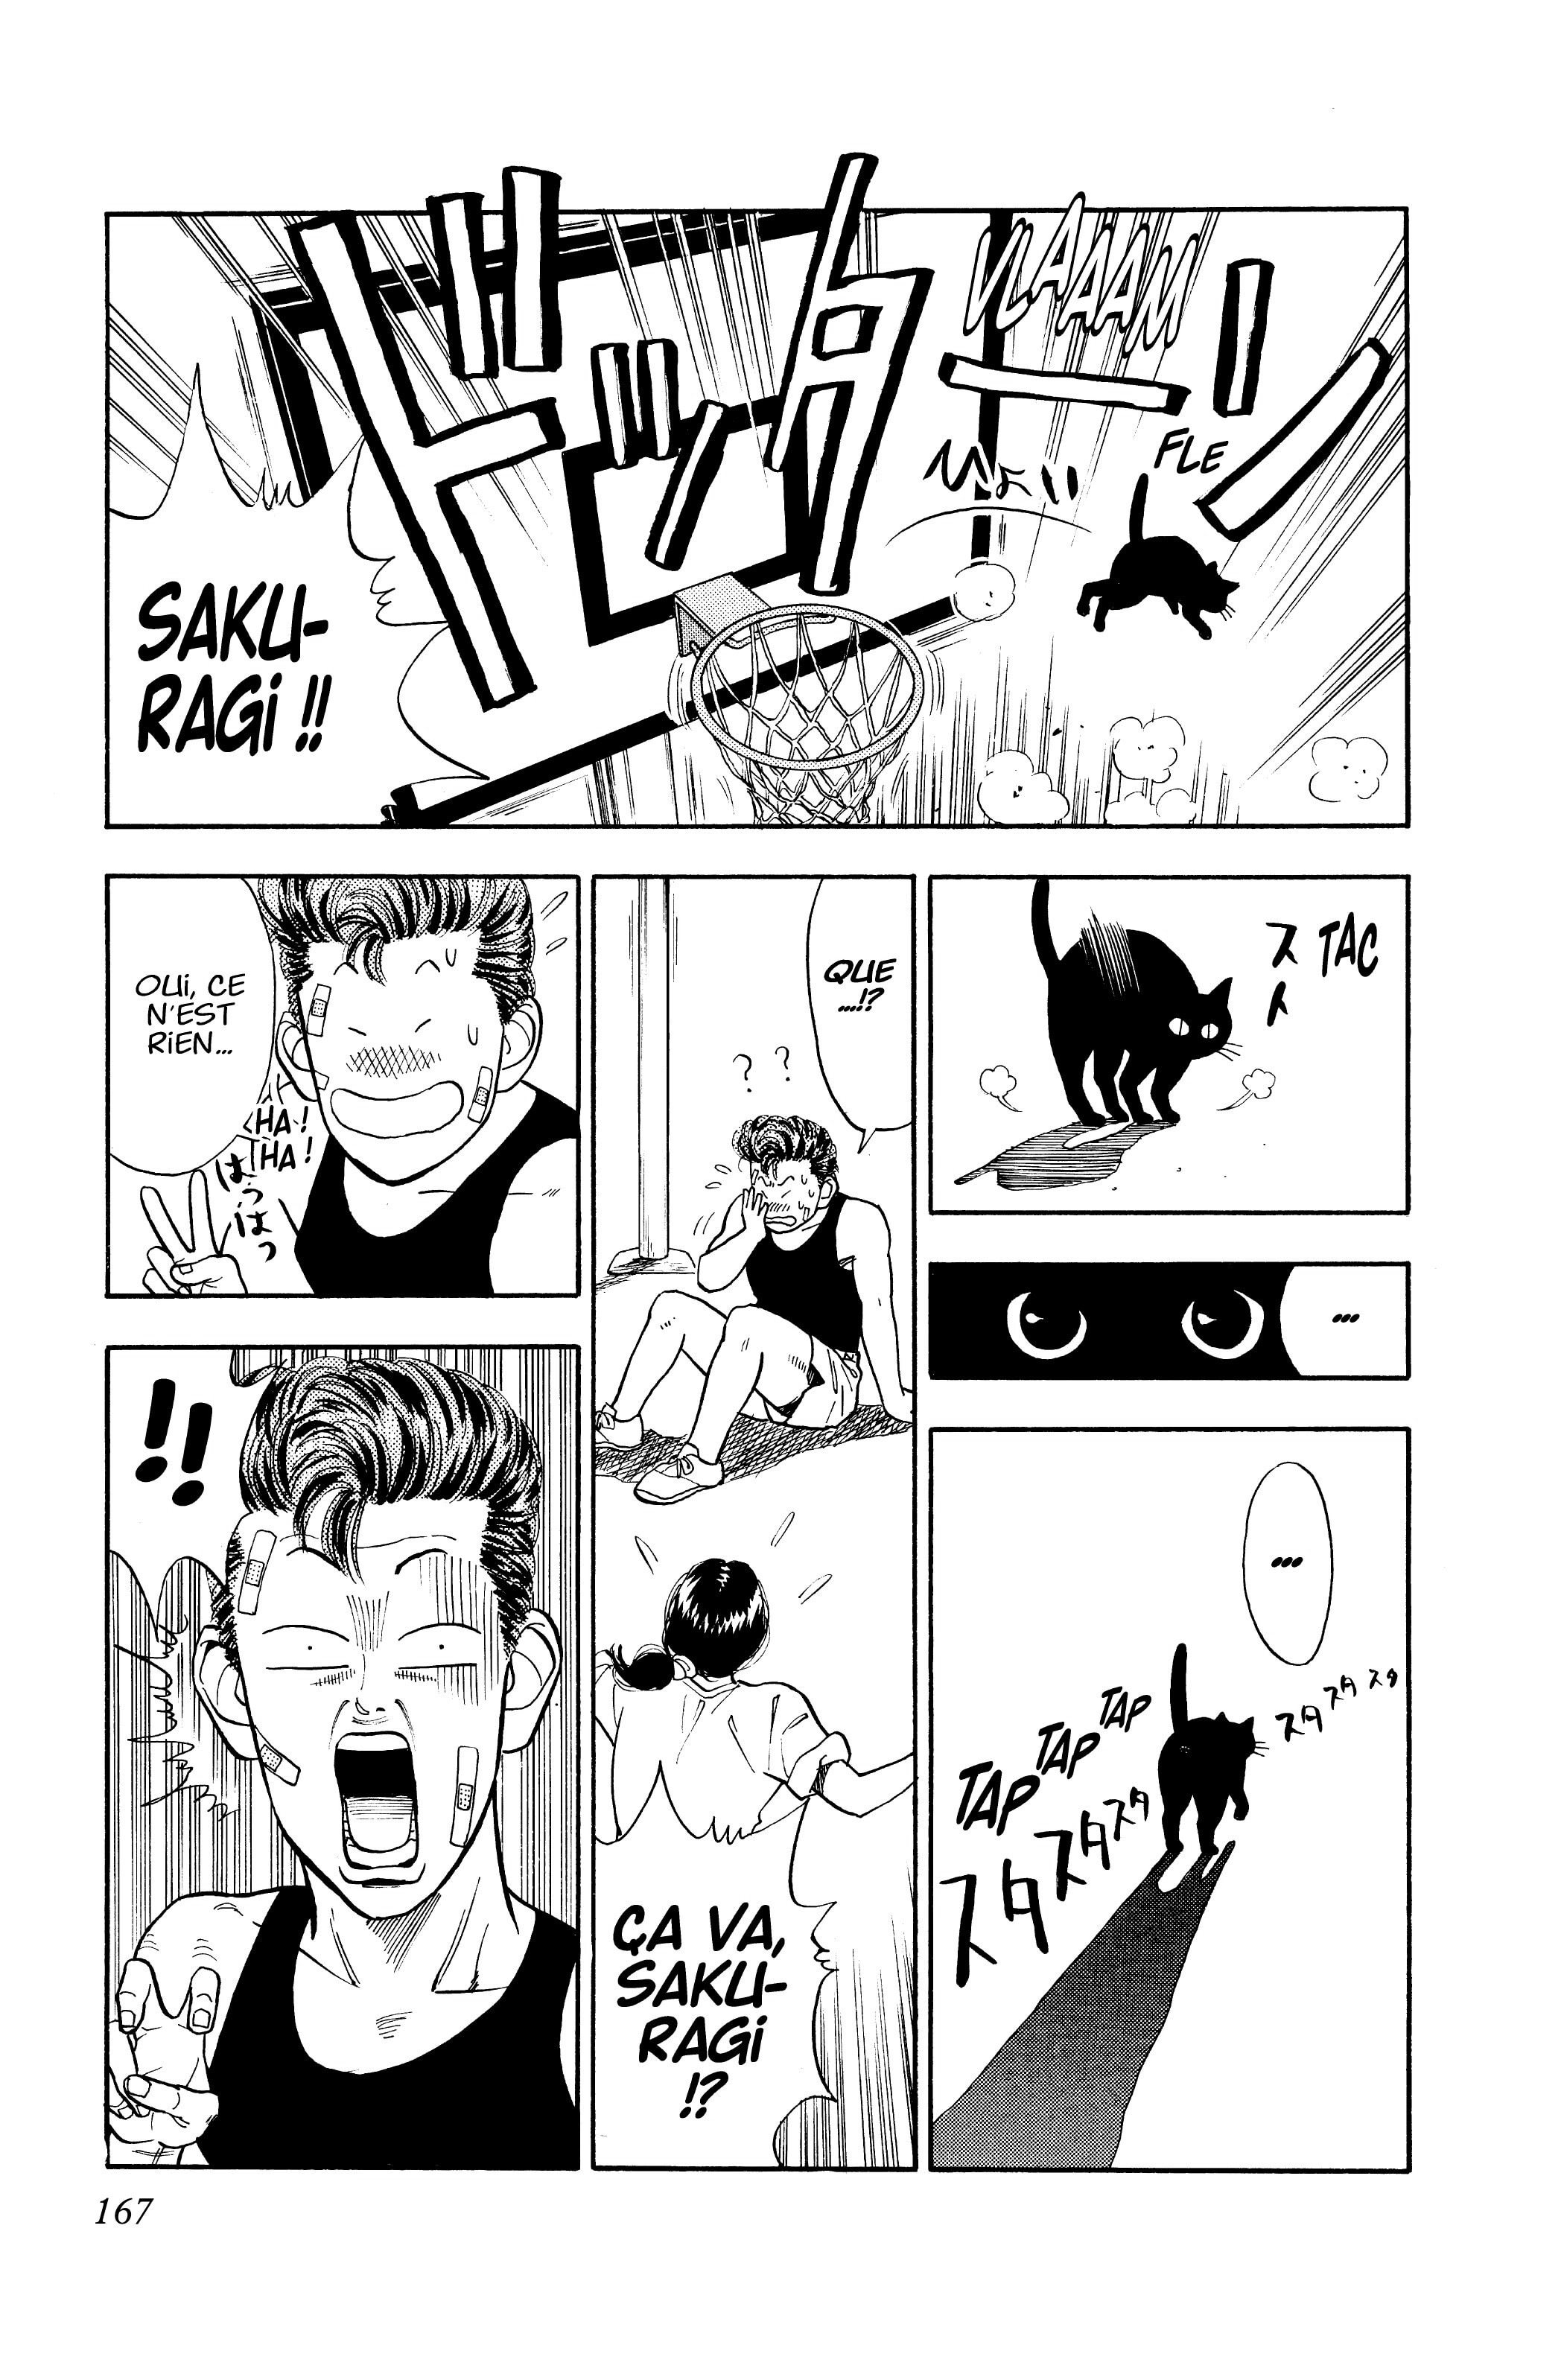 ドッターン
VLAAAM
ひょい
FLE
SAKU-
RAGi !!
スト
TAC
...
...
スタスタスタ
TAP TAP TAP
スタスタスタ
QUE
...!?
? ?
ÇA VA,
SAKU-
RAGi
!?
OUi, CE
N'EST
RiEN...
HA !
HA !
はっはっ
!!
167